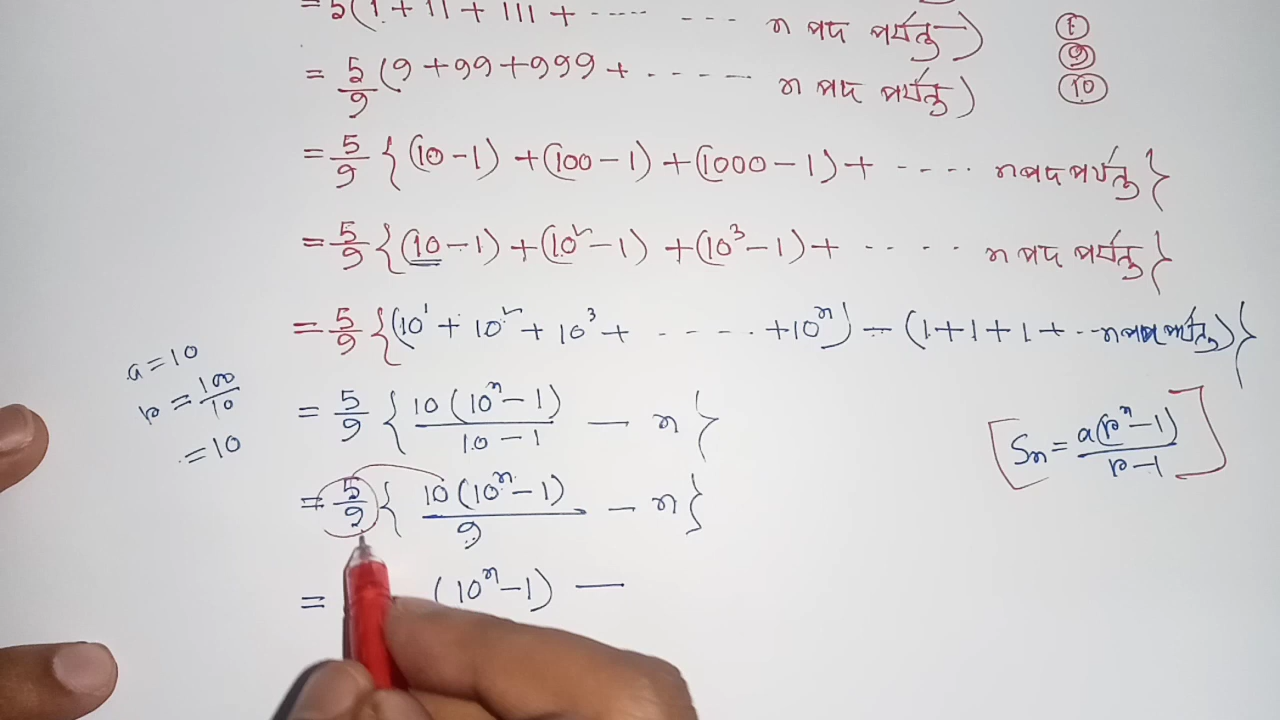 = 5(1 + 11 + 111 + ..... ... n পদ পর্যন্ত)
= 5/9 (9 + 99 + 999 + ..... n পদ পর্যন্ত)
1
9
10
= 5/9 {(10 - 1) + (100 - 1) + (1000 - 1) + ..... n পদ পর্যন্ত}
= 5/9 {(10 - 1) + (10² - 1) + (10³ - 1) + ..... n পদ পর্যন্ত}
= 5/9 {(10¹ + 10² + 10³ + ..... + 10ⁿ) - (1 + 1 + 1 + .. n পদ পর্যন্ত)}
a = 10
r = 100/10
= 10
= 5/9 {10(10ⁿ - 1)/10 - 1 - n}
[Sn = a(rⁿ - 1)/r - 1]
= 5/9 {10(10ⁿ - 1)/9 - n}
= (10ⁿ - 1) -